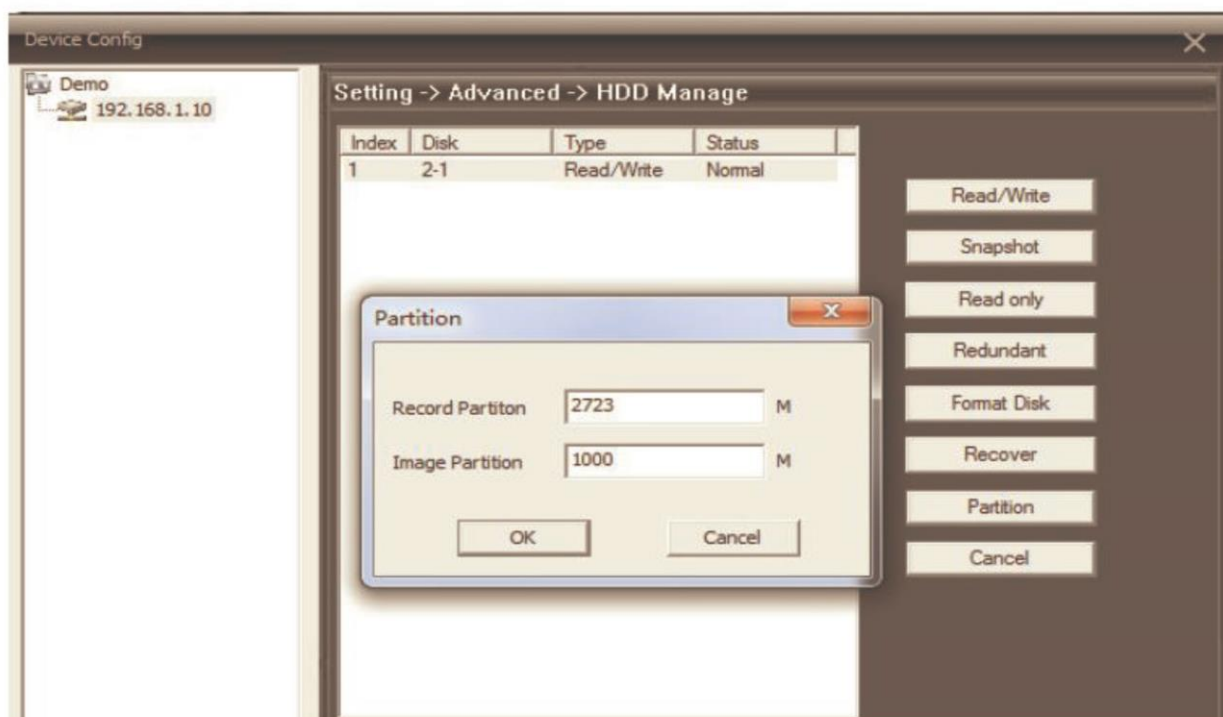 Device Config
Demo
192.168.1.10
Setting -> Advanced -> HDD Manage
Index Disk Type Status
1 2-1 Read/Write Normal
Read/Write
Snapshot
Read only
Redundant
Format Disk
Recover
Partition
Cancel
Partition
Record Partiton 2723 M
Image Partition 1000 M
OK Cancel